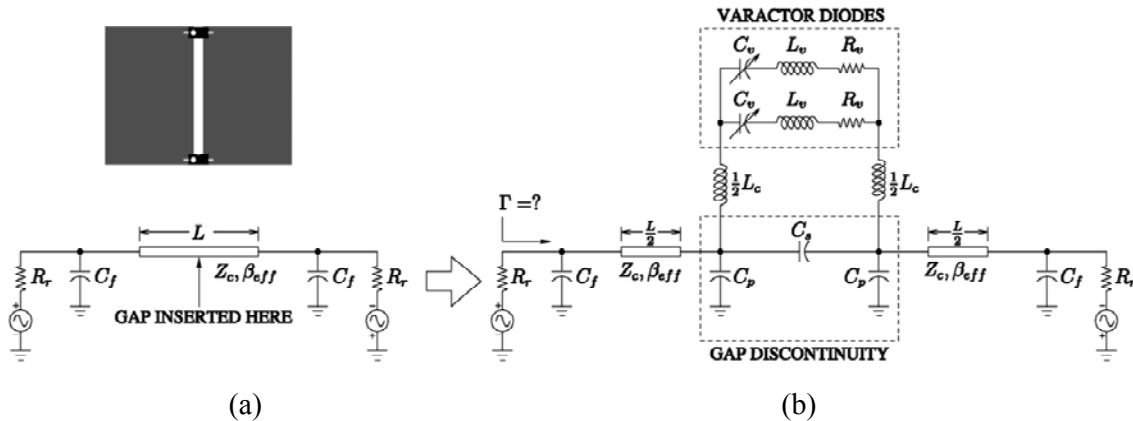 VARACTOR DIODES
C_v L_v R_v
C_v L_v R_v
½L_c ½L_c
Γ =?
L
L/2 L/2
C_s
Z_c, β_eff
R_r C_f C_f R_r
GAP INSERTED HERE
Z_c, β_eff Z_c, β_eff
R_r C_f C_p C_p C_f R_r
+ - + -
- + - +
GAP DISCONTINUITY
(a) (b)